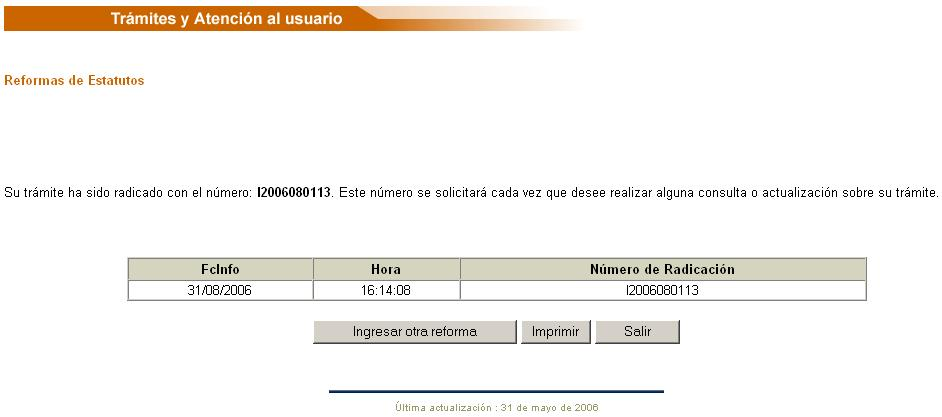 Trámites y Atención al usuario
Reformas de Estatutos
Su trámite ha sido radicado con el número: I2006080113. Este número se solicitará cada vez que desee realizar alguna consulta o actualización sobre su trámite.
FcInfo Hora Número de Radicación
31/08/2006 16:14:08 I2006080113
Ingresar otra reforma Imprimir Salir
Última actualización : 31 de mayo de 2006